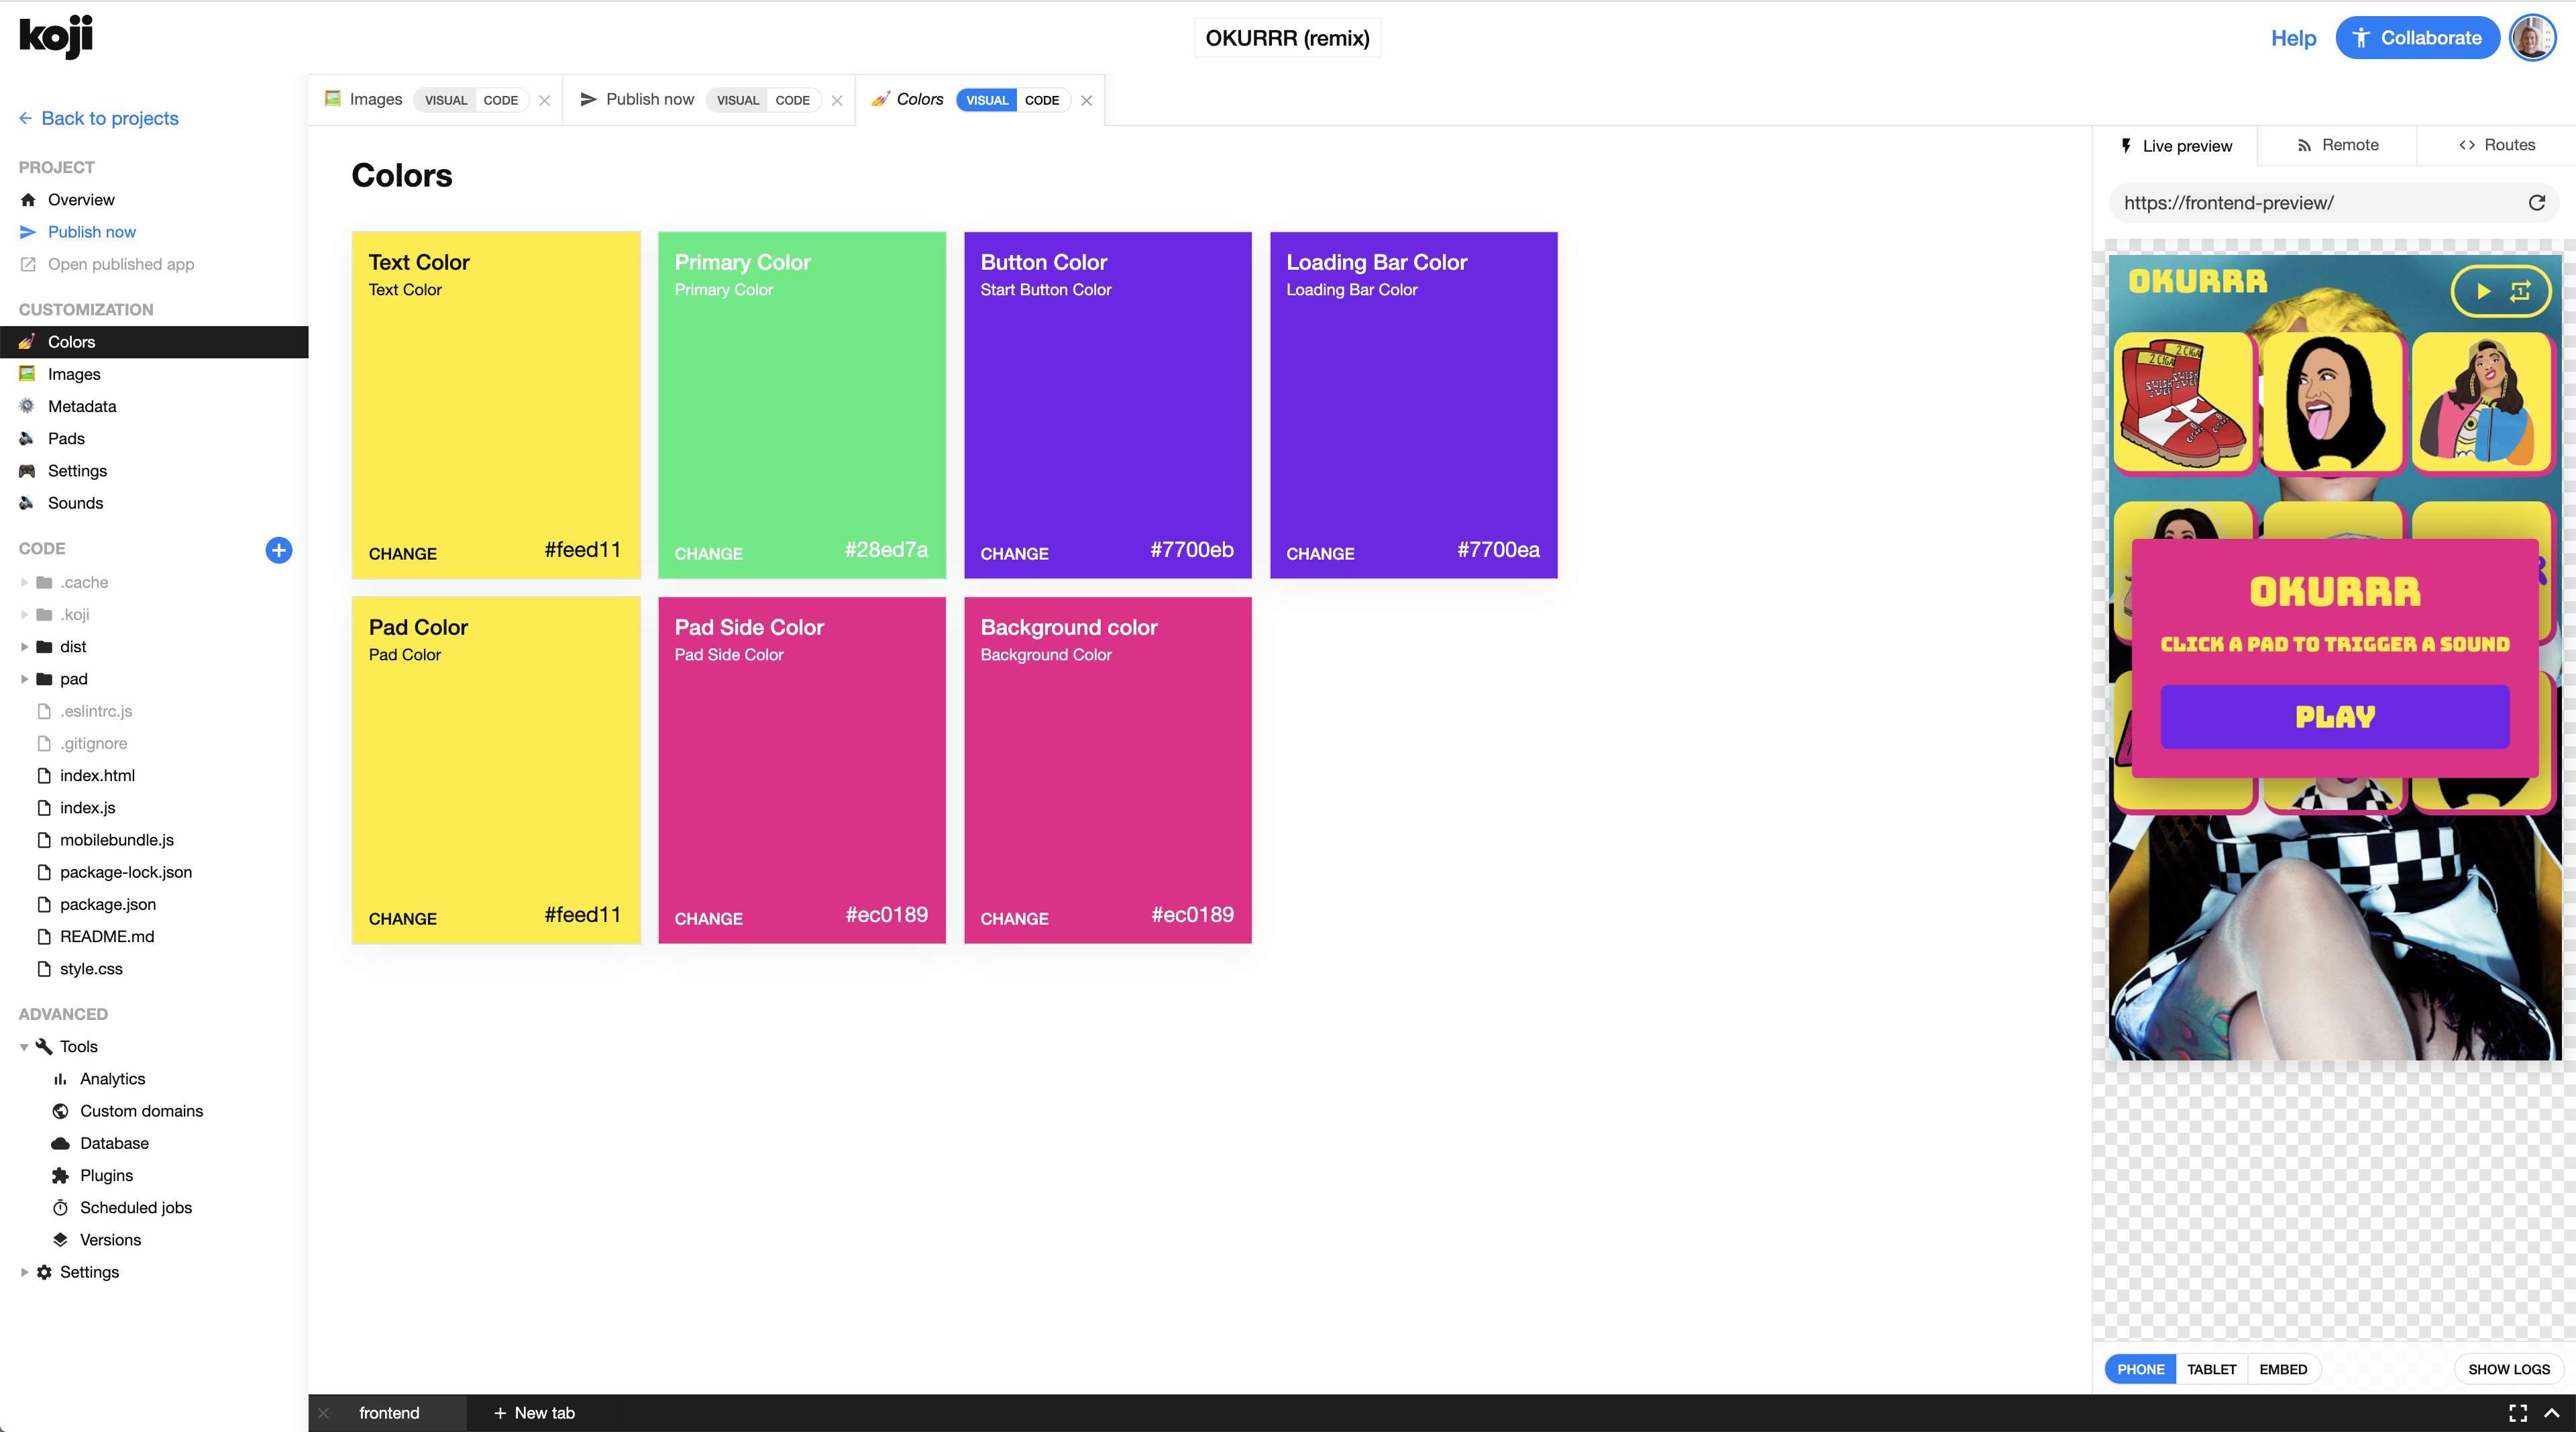 koji
OKURRR (remix)
Help
Collaborate
Back to projects
PROJECT
Overview
Publish now
Open published app
CUSTOMIZATION
Colors
Images
Metadata
Pads
Settings
Sounds
CODE
.cache
.koji
dist
pad
.eslintrc.js
.gitignore
index.html
index.js
mobilebundle.js
package-lock.json
package.json
README.md
style.css
ADVANCED
Tools
Analytics
Custom domains
Database
Plugins
Scheduled jobs
Versions
Settings
Images VISUAL CODE
Publish now VISUAL CODE
Colors VISUAL CODE
Colors
Text Color
Text Color
CHANGE #feed11
Primary Color
Primary Color
CHANGE #28ed7a
Button Color
Start Button Color
CHANGE #7700eb
Loading Bar Color
Loading Bar Color
CHANGE #7700ea
Pad Color
Pad Color
CHANGE #feed11
Pad Side Color
Pad Side Color
CHANGE #ec0189
Background color
Background Color
CHANGE #ec0189
Live preview
Remote
Routes
https://frontend-preview/
OKURRR
OKURRR
CLICK A PAD TO TRIGGER A SOUND
PLAY
PHONE TABLET EMBED
SHOW LOGS
frontend
New tab